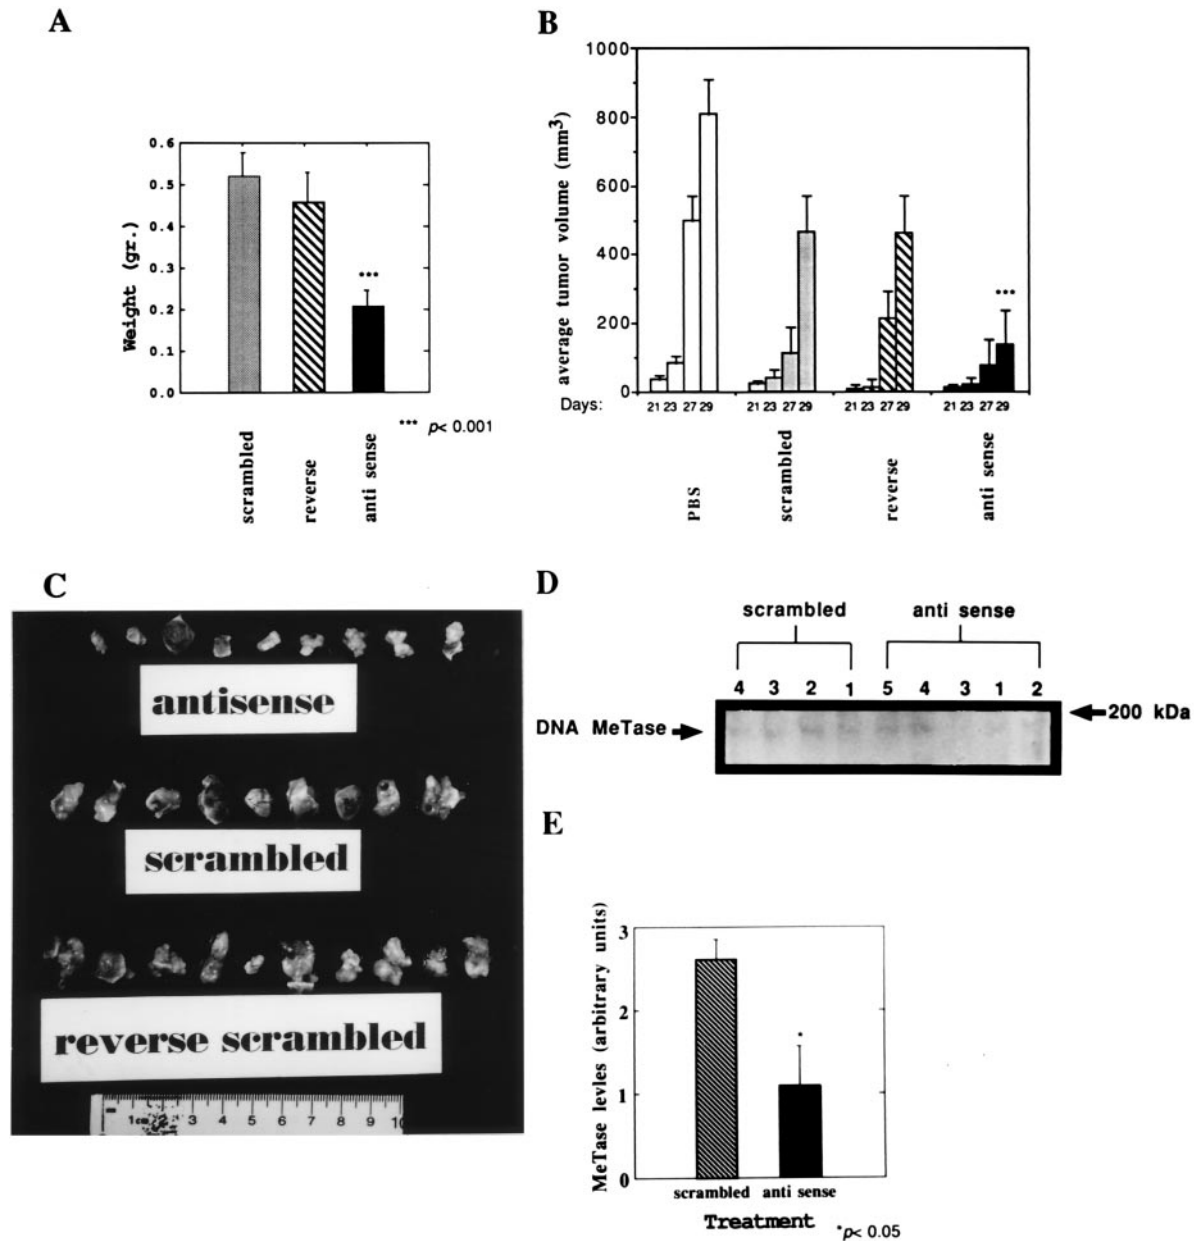 A
Weight (gr.)
0.6
0.5
0.4
0.3
0.2
0.1
0.0
***
scrambled
reverse
anti sense
*** p< 0.001
B
average tumor volume (mm3)
1000
800
600
400
200
0
***
Days: 21 23 27 29 21 23 27 29 21 23 27 29 21 23 27 29
PBS
scrambled
reverse
anti sense
C
antisense
scrambled
reverse scrambled
1cm 2 3 4 5 6 7 8 9 10
D
scrambled anti sense
4 3 2 1 5 4 3 1 2
200 kDa
DNA MeTase
E
MeTase levles (arbitrary units)
3
2
1
0
*
scrambled anti sense
Treatment
*p< 0.05